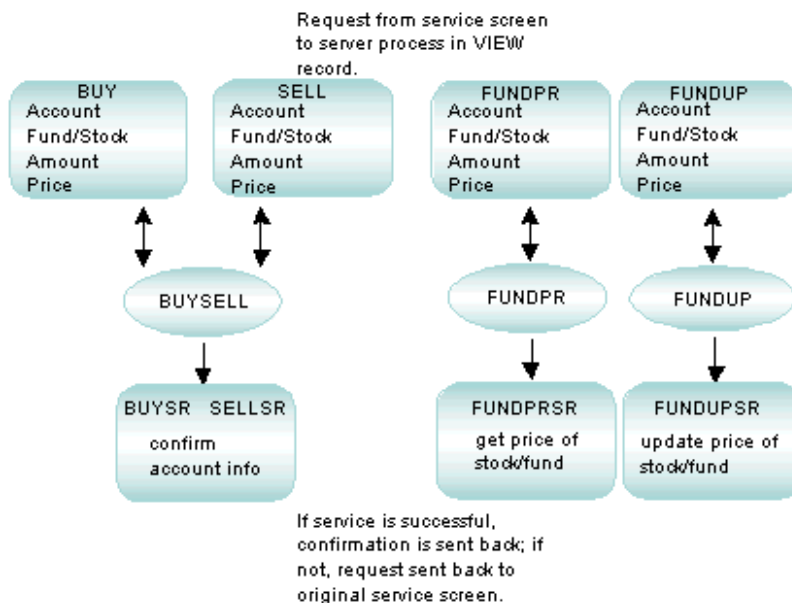 Request from service screen
to server process in VIEW
record.
BUY
Account
Fund/Stock
Amount
Price
SELL
Account
Fund/Stock
Amount
Price
FUNDPR
Account
Fund/Stock
Amount
Price
FUNDUP
Account
Fund/Stock
Amount
Price
BUYSELL
FUNDPR
FUNDUP
BUYSR SELLSR
confirm
account info
FUNDPRSR
get price of
stock/fund
FUNDUPSR
update price of
stock/fund
If service is successful,
confirmation is sent back; if
not, request sent back to
original service screen.